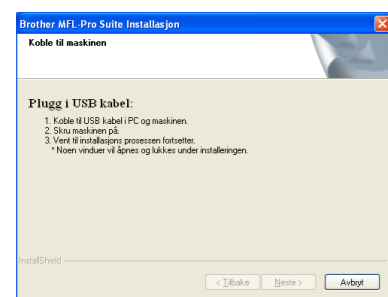 Brother MFL-Pro Suite Installasjon
Koble til maskinen
Plugg i USB kabel:
1. Koble til USB kabel i PC og maskinen.
2. Skru maskinen på.
3. Vent til installasjons prosessen fortsetter.
* Noen vinduer vil åpnes og lukkes under installeringen.
InstallShield
< Tilbake Neste > Avbryt